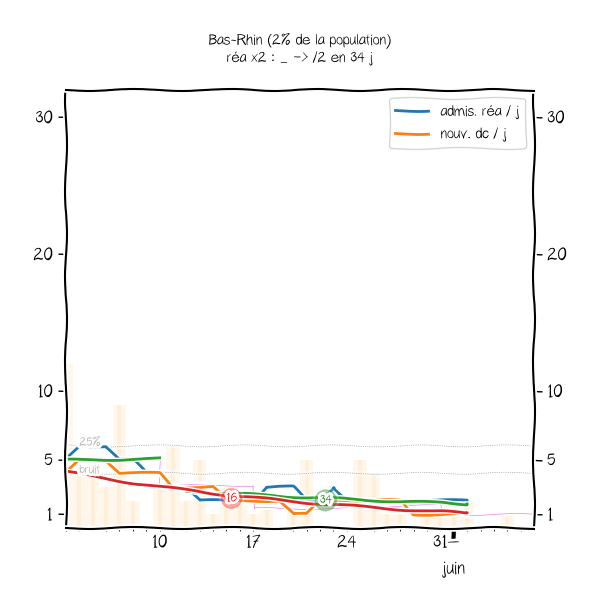 Bas-Rhin (2% de la population)
réa x2 : _ -> /2 en 34 j
admis. réa / j
nouv. dc / j
30 30
20 20
10 10
25%
5 5
bruit
16 34
1 1
10 17 24 31
juin